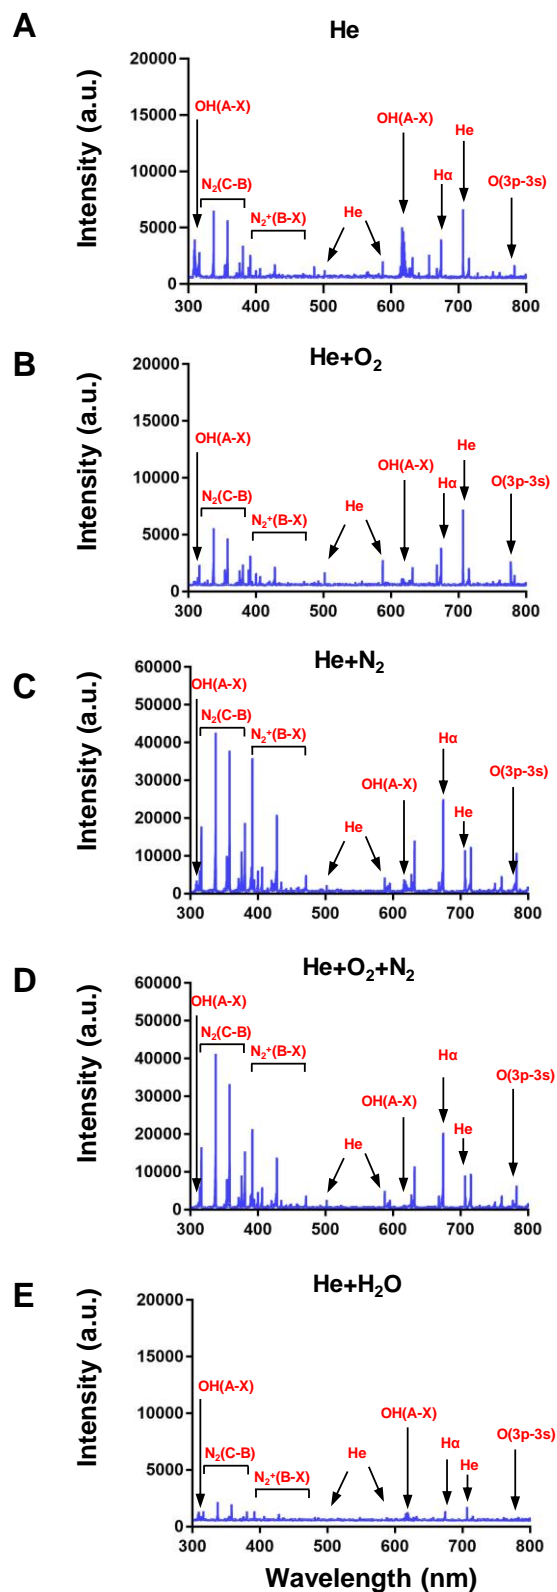 A
He
Intensity (a.u.)
20000
15000
10000
5000
0
OH(A-X)
N₂(C-B)
N₂⁺(B-X)
He
OH(A-X)
Hα
He
O(3p-3s)
300 400 500 600 700 800
B
He+O₂
Intensity (a.u.)
20000
15000
10000
5000
0
OH(A-X)
N₂(C-B)
N₂⁺(B-X)
He
OH(A-X)
Hα
He
O(3p-3s)
300 400 500 600 700 800
C
He+N₂
Intensity (a.u.)
60000
50000
40000
30000
20000
10000
0
OH(A-X)
N₂(C-B)
N₂⁺(B-X)
He
OH(A-X)
Hα
He
O(3p-3s)
300 400 500 600 700 800
D
He+O₂+N₂
Intensity (a.u.)
60000
50000
40000
30000
20000
10000
0
OH(A-X)
N₂(C-B)
N₂⁺(B-X)
He
OH(A-X)
Hα
He
O(3p-3s)
300 400 500 600 700 800
E
He+H₂O
Intensity (a.u.)
20000
15000
10000
5000
0
OH(A-X)
N₂(C-B)
N₂⁺(B-X)
He
OH(A-X)
Hα
He
O(3p-3s)
300 400 500 600 700 800
Wavelength (nm)